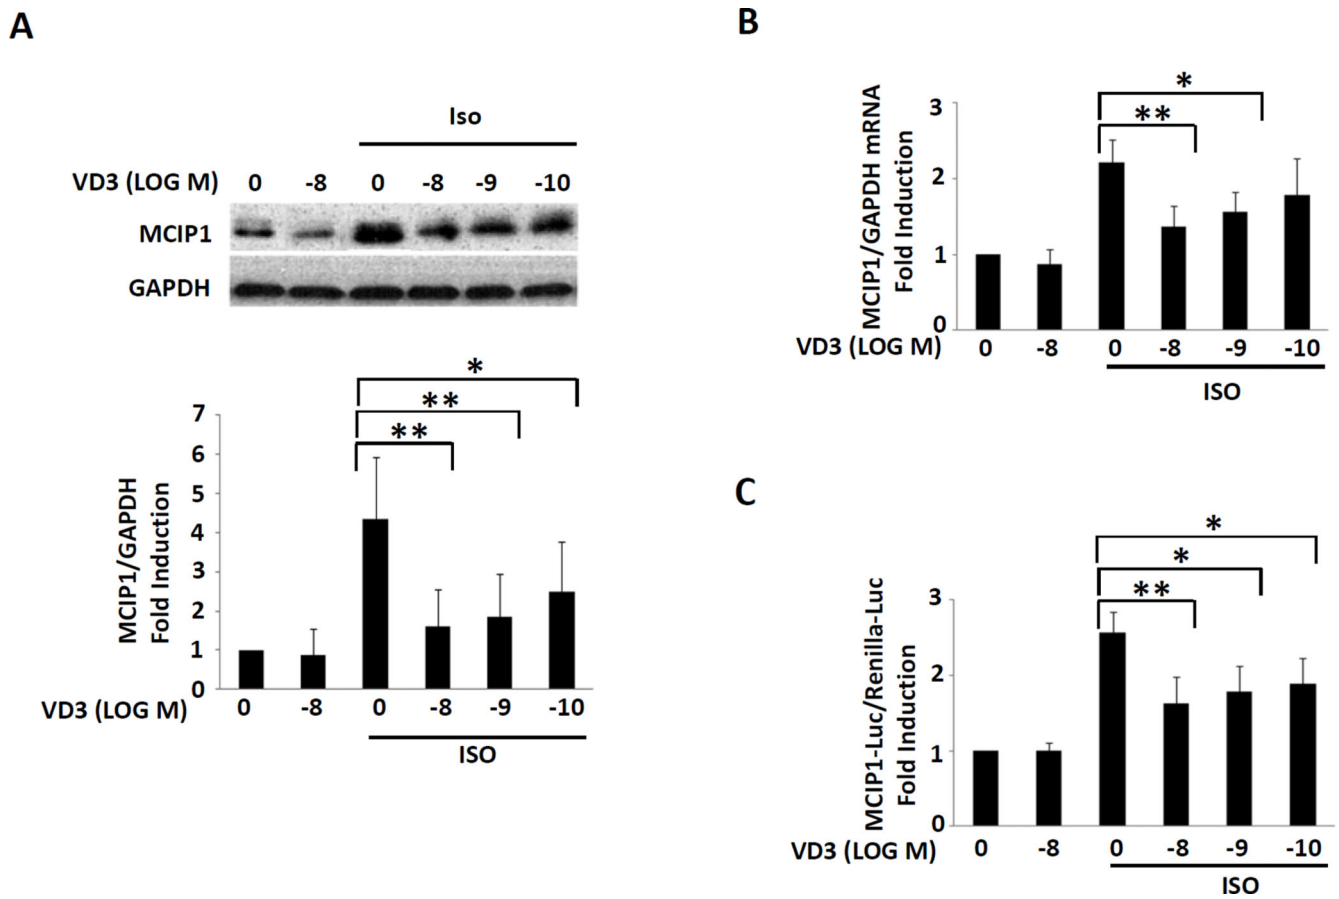 A
Iso
VD3 (LOG M) 0 -8 0 -8 -9 -10
MCIP1
GAPDH
*
**
**
7
6
5
4
3
2
1
0
MCIP1/GAPDH
Fold Induction
VD3 (LOG M) 0 -8 0 -8 -9 -10
ISO
B
*
**
3
2
1
0
MCIP1/GAPDH mRNA
Fold Induction
VD3 (LOG M) 0 -8 0 -8 -9 -10
ISO
C
*
*
**
3
2
1
0
MCIP1-Luc/Renilla-Luc
Fold Induction
VD3 (LOG M) 0 -8 0 -8 -9 -10
ISO